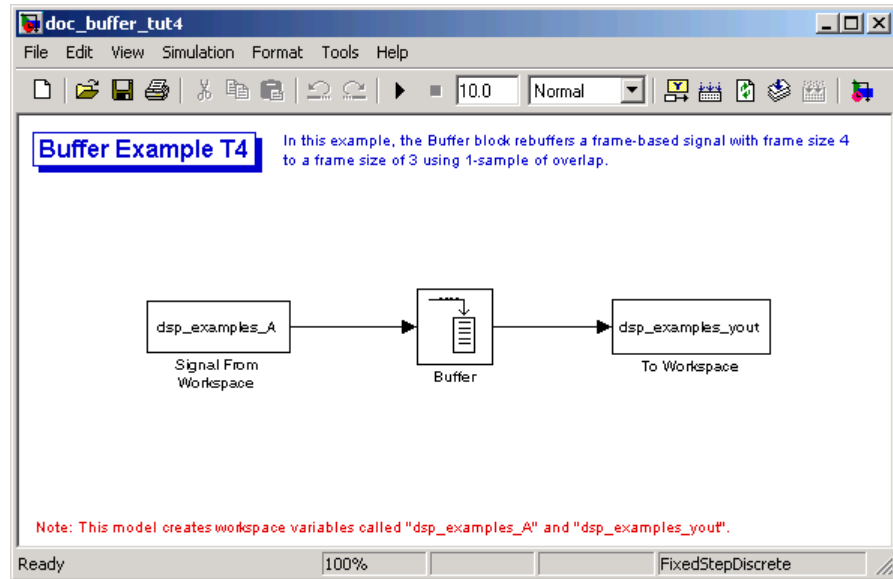 doc_buffer_tut4
File Edit View Simulation Format Tools Help
10.0 Normal
Buffer Example T4
In this example, the Buffer block rebuffers a frame-based signal with frame size 4
to a frame size of 3 using 1-sample of overlap.
dsp_examples_A
Signal From
Workspace
Buffer
dsp_examples_yout
To Workspace
Note: This model creates workspace variables called "dsp_examples_A" and "dsp_examples_yout".
Ready 100% FixedStepDiscrete